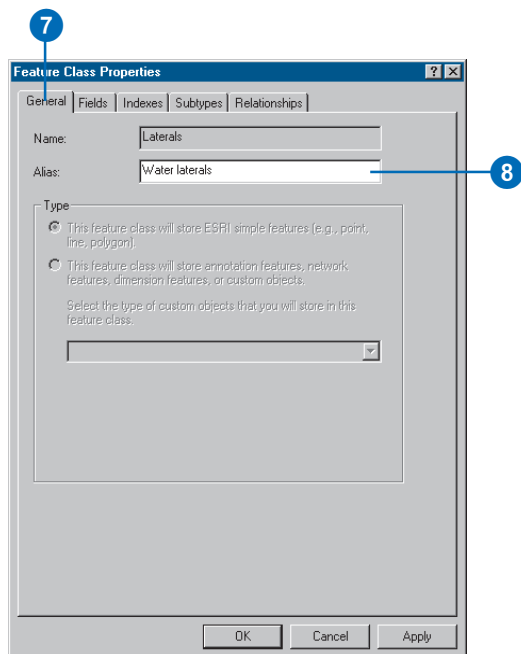 7
Feature Class Properties
General Fields Indexes Subtypes Relationships
Name: Laterals
Alias: Water laterals
8
Type
This feature class will store ESRI simple features (e.g., point,
line, polygon).
This feature class will store annotation features, network
features, dimension features, or custom objects.
Select the type of custom objects that you will store in this
feature class.
OK Cancel Apply